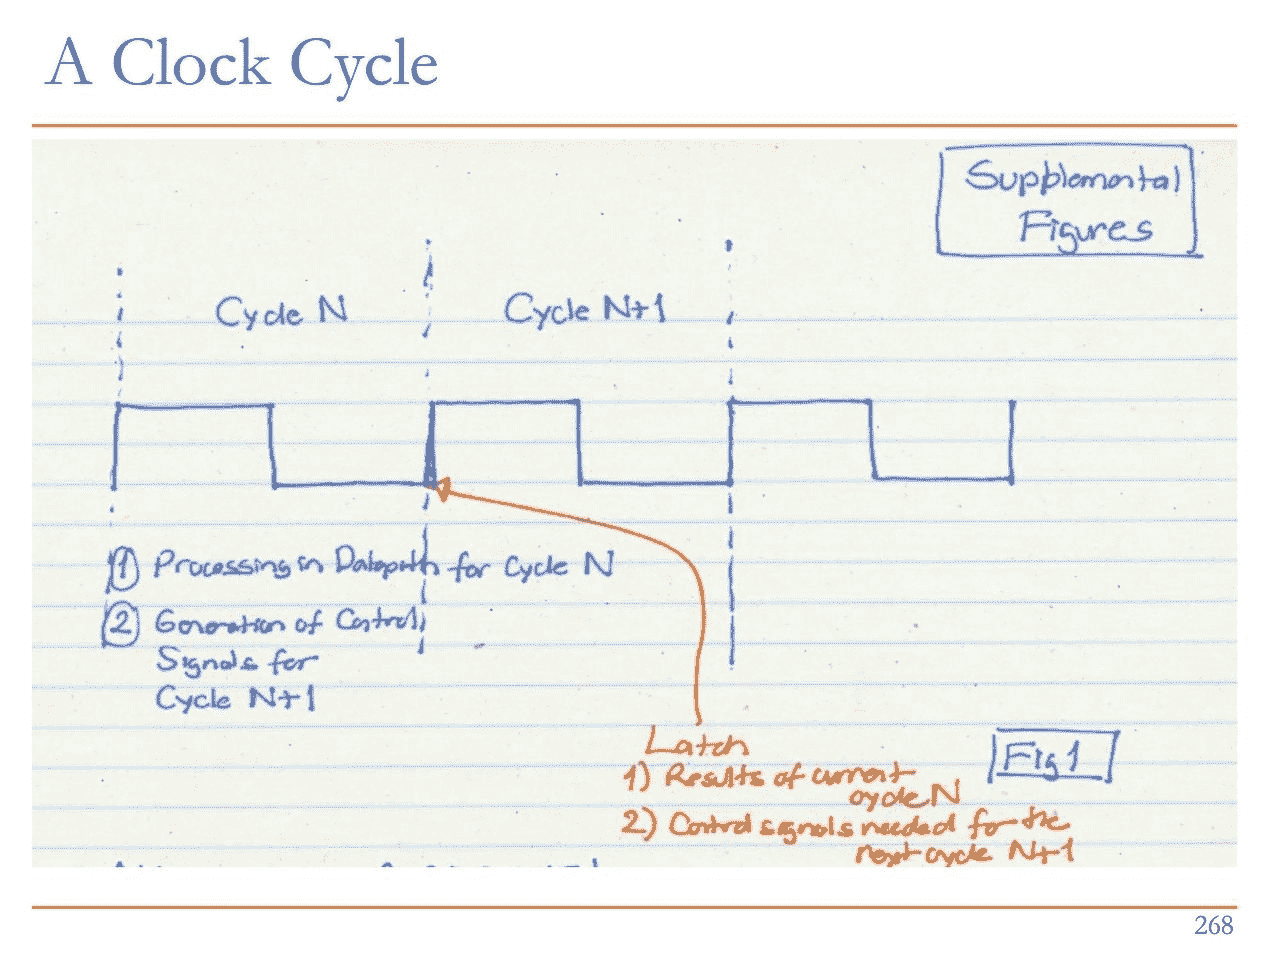 A Clock Cycle
Supplemental
Figures
Cycle N
Cycle N+1
1 Processing in Datapath for Cycle N
2 Generation of Control
Signals for
Cycle N+1
Latch
1) Results of current
cycle N
2) Control signals needed for the
next cycle N+1
Fig 1
268